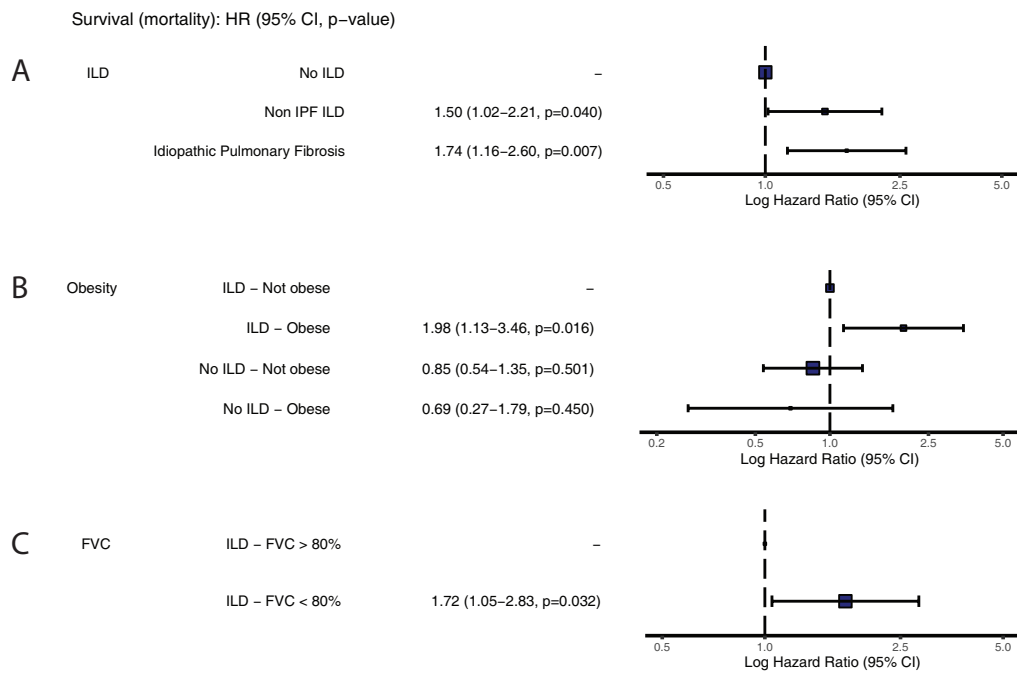 Survival (mortality): HR (95% CI, p−value)
A ILD No ILD −
Non IPF ILD 1.50 (1.02−2.21, p=0.040)
Idiopathic Pulmonary Fibrosis 1.74 (1.16−2.60, p=0.007)
0.5 1.0 2.5 5.0
Log Hazard Ratio (95% CI)
B Obesity ILD − Not obese −
ILD − Obese 1.98 (1.13−3.46, p=0.016)
No ILD − Not obese 0.85 (0.54−1.35, p=0.501)
No ILD − Obese 0.69 (0.27−1.79, p=0.450)
0.2 0.5 1.0 2.5 5.0
Log Hazard Ratio (95% CI)
C FVC ILD − FVC > 80% −
ILD − FVC < 80% 1.72 (1.05−2.83, p=0.032)
0.5 1.0 2.5 5.0
Log Hazard Ratio (95% CI)